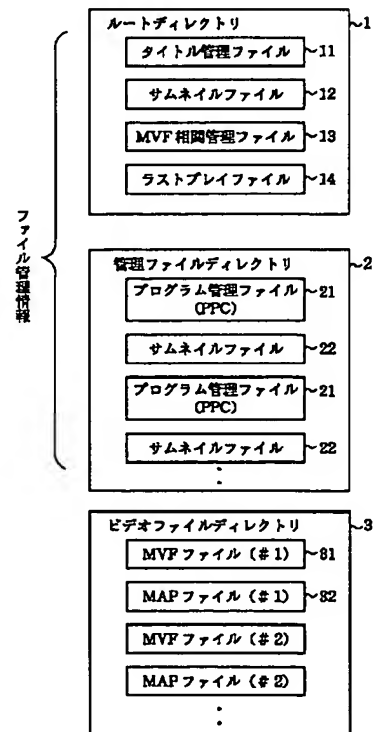 ルートディレクトリ ~1
タイトル管理ファイル ~11
サムネイルファイル ~12
MVF相関管理ファイル ~13
ラストプレイファイル ~14
ファイル管理情報
管理ファイルディレクトリ ~2
プログラム管理ファイル ~21
(PPC)
サムネイルファイル ~22
プログラム管理ファイル ~21
(PPC)
サムネイルファイル ~22
ビデオファイルディレクトリ ~3
MVFファイル (#1) ~31
MAPファイル (#1) ~32
MVFファイル (#2)
MAPファイル (#2)